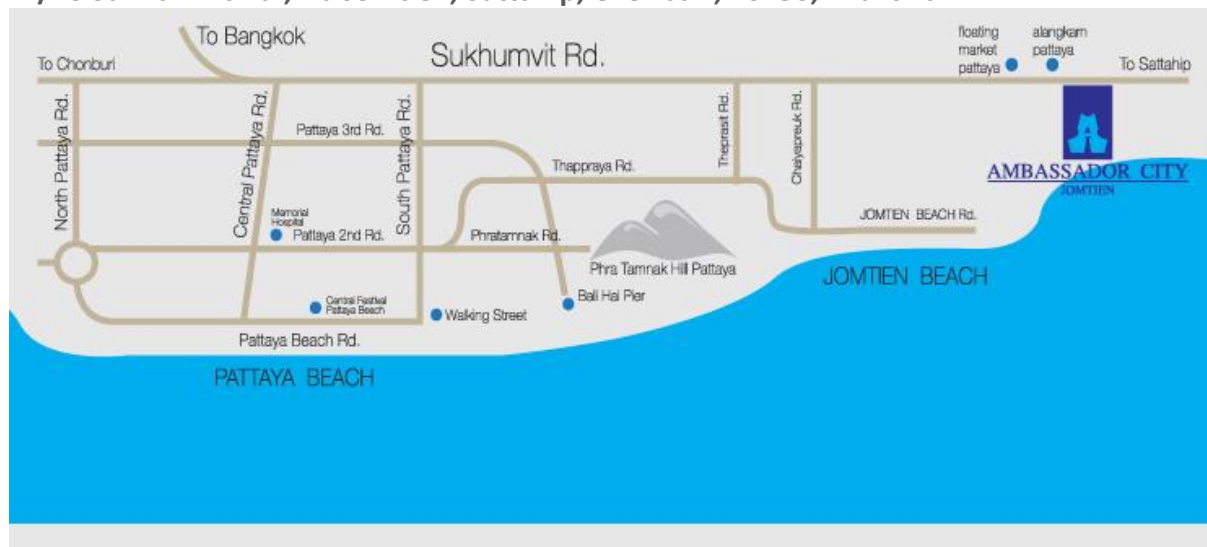 To Bangkok
Sukhumvit Rd.
To Chonburi
floating
market
pattaya
alangkarn
pattaya
To Sattahip
North Pattaya Rd.
Central Pattaya Rd.
South Pattaya Rd.
Pattaya 3rd Rd.
Thappraya Rd.
Theprasit Rd.
Chaiyapreuk Rd.
AMBASSADOR CITY
JOMTIEN
Memorial
Hospital
Pattaya 2nd Rd.
Phratamnak Rd.
JOMTIEN BEACH Rd.
Phra Tamnak Hill Pattaya
JOMTIEN BEACH
Central Festival
Pattaya Beach
Walking Street
Bali Hai Pier
Pattaya Beach Rd.
PATTAYA BEACH